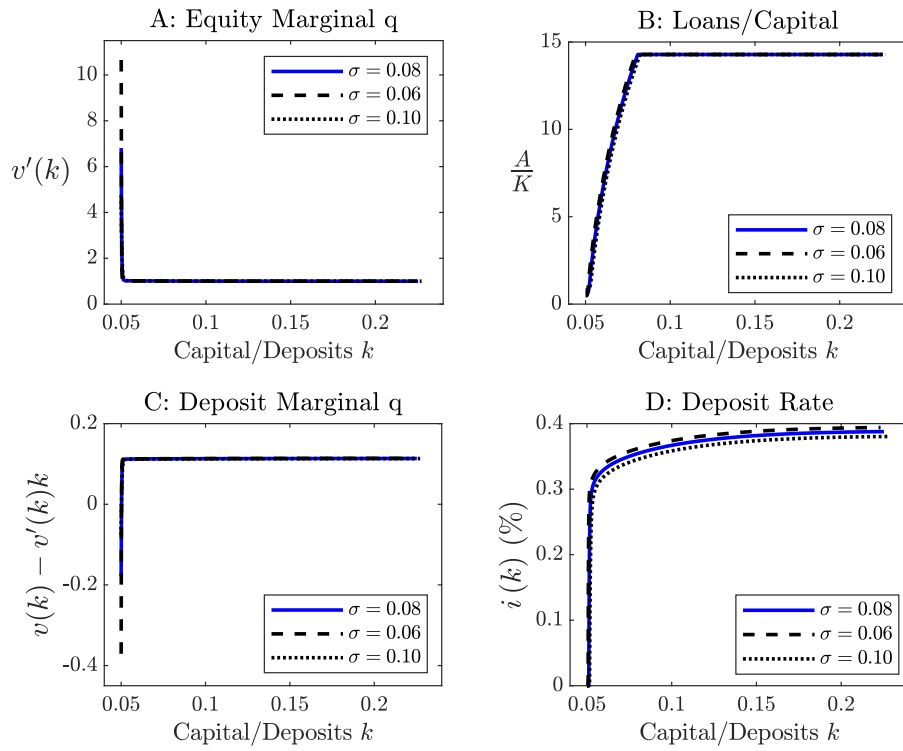 A: Equity Marginal q
v′(k)
10
8
6
4
2
0
σ = 0.08
σ = 0.06
σ = 0.10
0.05 0.1 0.15 0.2
Capital/Deposits k
B: Loans/Capital
A/K
15
10
5
0
σ = 0.08
σ = 0.06
σ = 0.10
0.05 0.1 0.15 0.2
Capital/Deposits k
C: Deposit Marginal q
v(k) − v′(k)k
0.2
0
-0.2
-0.4
σ = 0.08
σ = 0.06
σ = 0.10
0.05 0.1 0.15 0.2
Capital/Deposits k
D: Deposit Rate
i (k) (%)
0.4
0.3
0.2
0.1
0
σ = 0.08
σ = 0.06
σ = 0.10
0.05 0.1 0.15 0.2
Capital/Deposits k